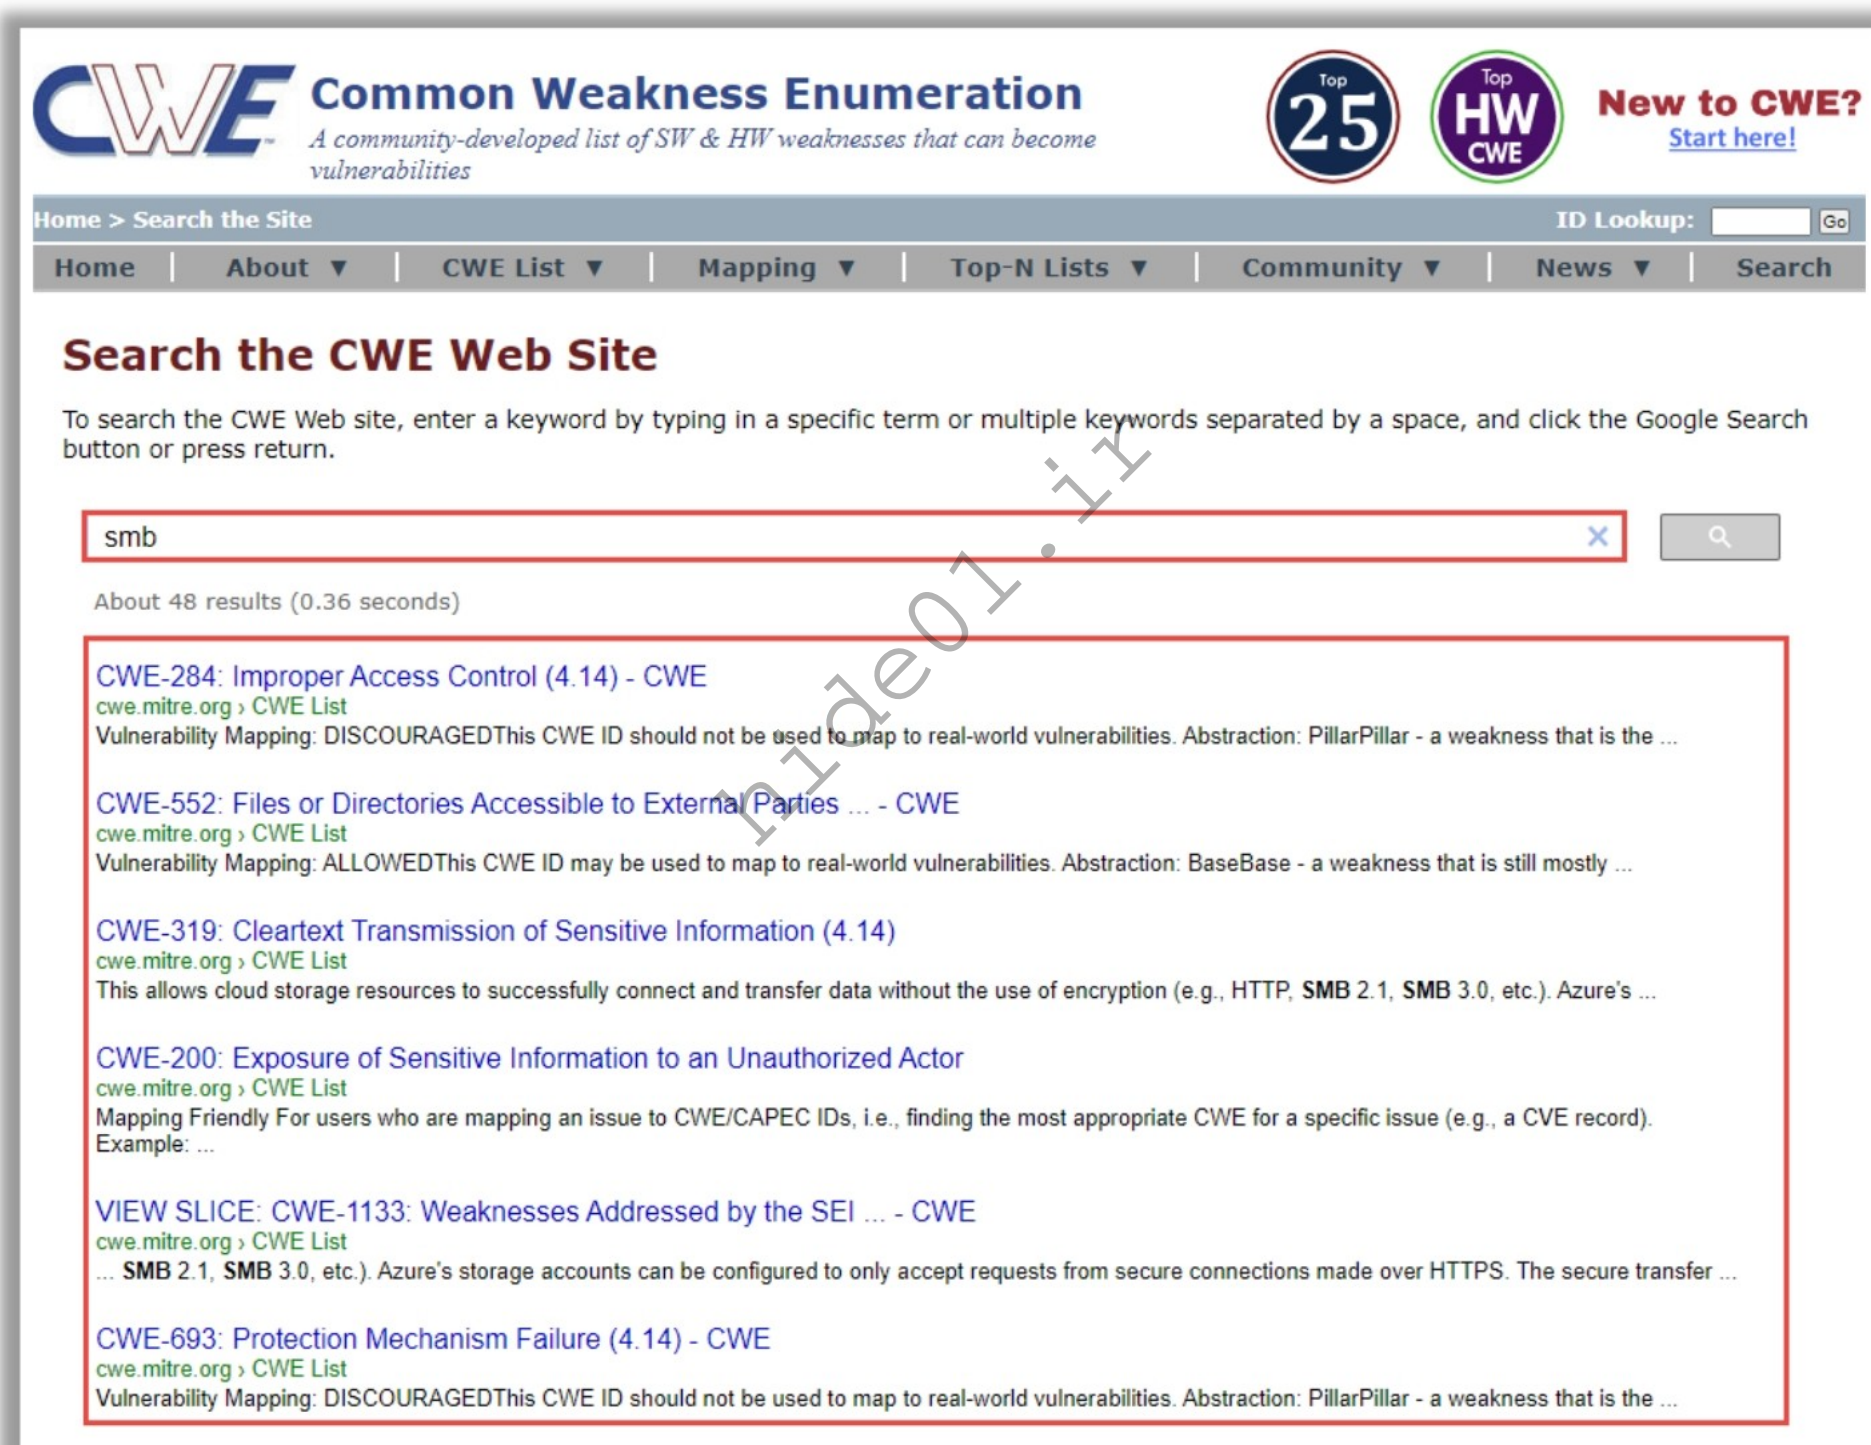 CWE
Common Weakness Enumeration
A community-developed list of SW & HW weaknesses that can become
vulnerabilities
Top
25
Top
HW
CWE
New to CWE?
Start here!
Home > Search the Site
ID Lookup:
Go
Home | About ▼ | CWE List ▼ | Mapping ▼ | Top-N Lists ▼ | Community ▼ | News ▼ | Search
Search the CWE Web Site
To search the CWE Web site, enter a keyword by typing in a specific term or multiple keywords separated by a space, and click the Google Search
button or press return.
smb
About 48 results (0.36 seconds)
CWE-284: Improper Access Control (4.14) - CWE
cwe.mitre.org › CWE List
Vulnerability Mapping: DISCOURAGEDThis CWE ID should not be used to map to real-world vulnerabilities. Abstraction: PillarPillar - a weakness that is the ...
CWE-552: Files or Directories Accessible to External Parties ... - CWE
cwe.mitre.org › CWE List
Vulnerability Mapping: ALLOWEDThis CWE ID may be used to map to real-world vulnerabilities. Abstraction: BaseBase - a weakness that is still mostly ...
CWE-319: Cleartext Transmission of Sensitive Information (4.14)
cwe.mitre.org › CWE List
This allows cloud storage resources to successfully connect and transfer data without the use of encryption (e.g., HTTP, SMB 2.1, SMB 3.0, etc.). Azure's ...
CWE-200: Exposure of Sensitive Information to an Unauthorized Actor
cwe.mitre.org › CWE List
Mapping Friendly For users who are mapping an issue to CWE/CAPEC IDs, i.e., finding the most appropriate CWE for a specific issue (e.g., a CVE record).
Example: ...
VIEW SLICE: CWE-1133: Weaknesses Addressed by the SEI ... - CWE
cwe.mitre.org › CWE List
... SMB 2.1, SMB 3.0, etc.). Azure's storage accounts can be configured to only accept requests from secure connections made over HTTPS. The secure transfer ...
CWE-693: Protection Mechanism Failure (4.14) - CWE
cwe.mitre.org › CWE List
Vulnerability Mapping: DISCOURAGEDThis CWE ID should not be used to map to real-world vulnerabilities. Abstraction: PillarPillar - a weakness that is the ...
hide01.ir